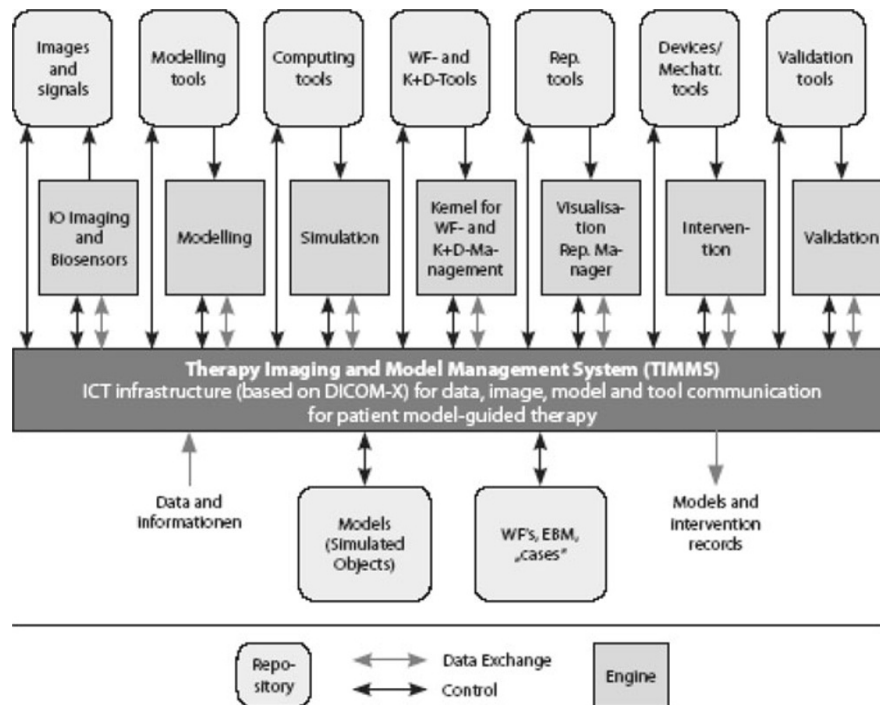 Images
and
signals
Modelling
tools
Computing
tools
WF- and
K+D-Tools
Rep.
tools
Devices/
Mechatr.
tools
Validation
tools
IO Imaging
and
Biosensors
Modelling
Simulation
Kernel for
WF- and
K+D-Ma-
nagement
Visualisa-
tion
Rep. Manager
Interven-
tion
Validation
Therapy Imaging and Model Management System (TIMMS)
ICT infrastructure (based on DICOM-X) for data, image, model and tool communication
for patient model-guided therapy
Data and
informationen
Models
(Simulated
Objects)
WF's, EBM,
„cases“
Models and
intervention
records
Repo-
sitory
Data Exchange
Control
Engine